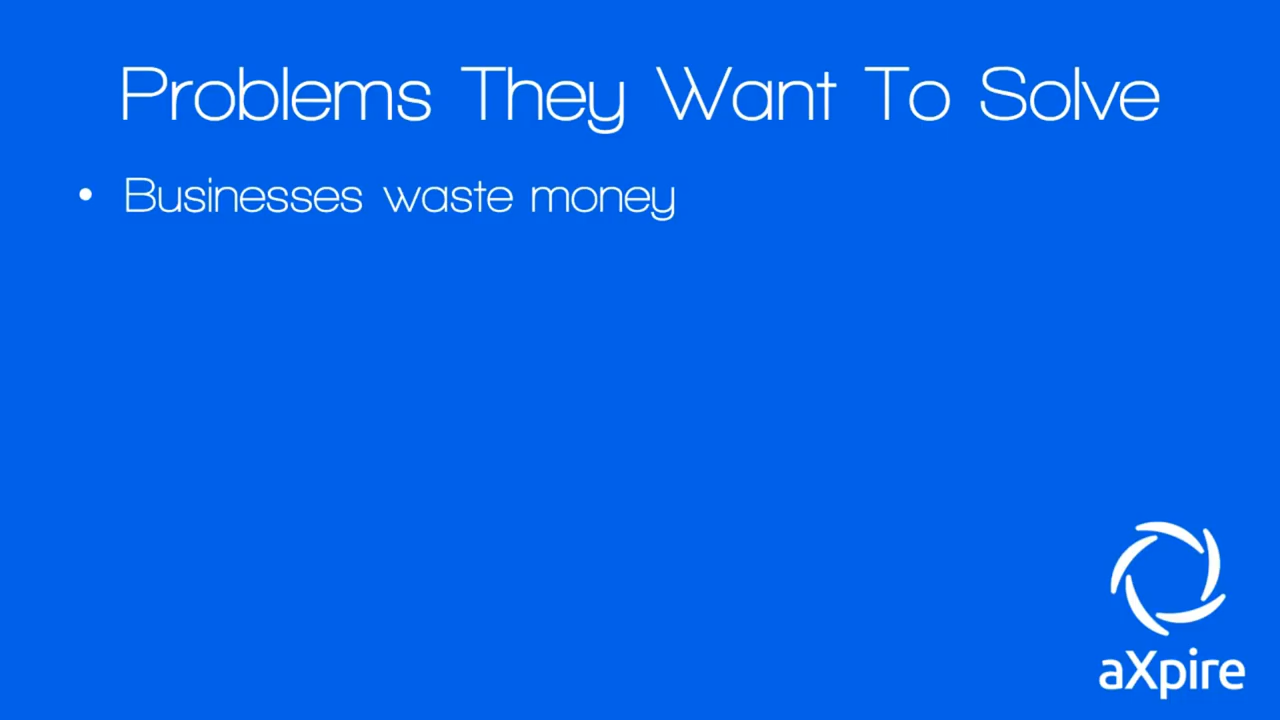 Problems They Want To Solve
• Businesses waste money
aXpire